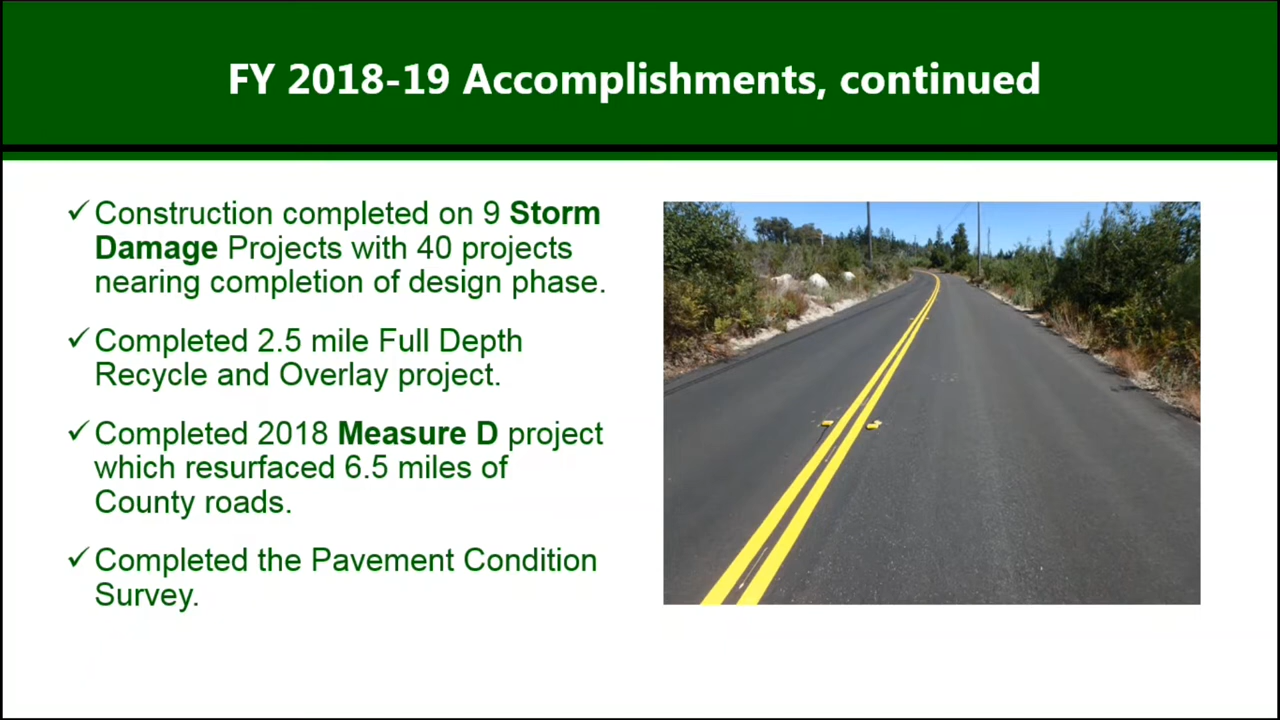 FY 2018-19 Accomplishments, continued
✓Construction completed on 9 Storm
Damage Projects with 40 projects
nearing completion of design phase.
✓Completed 2.5 mile Full Depth
Recycle and Overlay project.
✓Completed 2018 Measure D project
which resurfaced 6.5 miles of
County roads.
✓Completed the Pavement Condition
Survey.